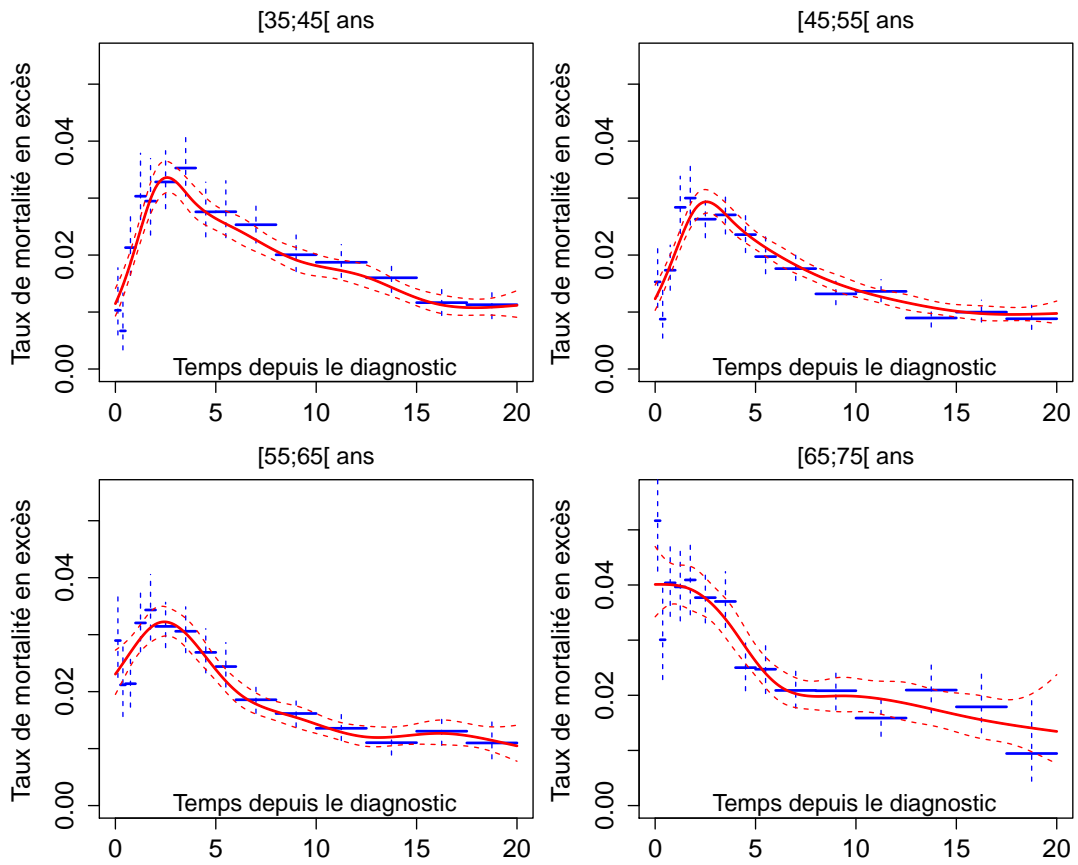 [35;45[ ans
Taux de mortalité en excès
0.00 0.02 0.04
Temps depuis le diagnostic
0 5 10 15 20
[45;55[ ans
Taux de mortalité en excès
0.00 0.02 0.04
Temps depuis le diagnostic
0 5 10 15 20
[55;65[ ans
Taux de mortalité en excès
0.00 0.02 0.04
Temps depuis le diagnostic
0 5 10 15 20
[65;75[ ans
Taux de mortalité en excès
0.00 0.02 0.04
Temps depuis le diagnostic
0 5 10 15 20